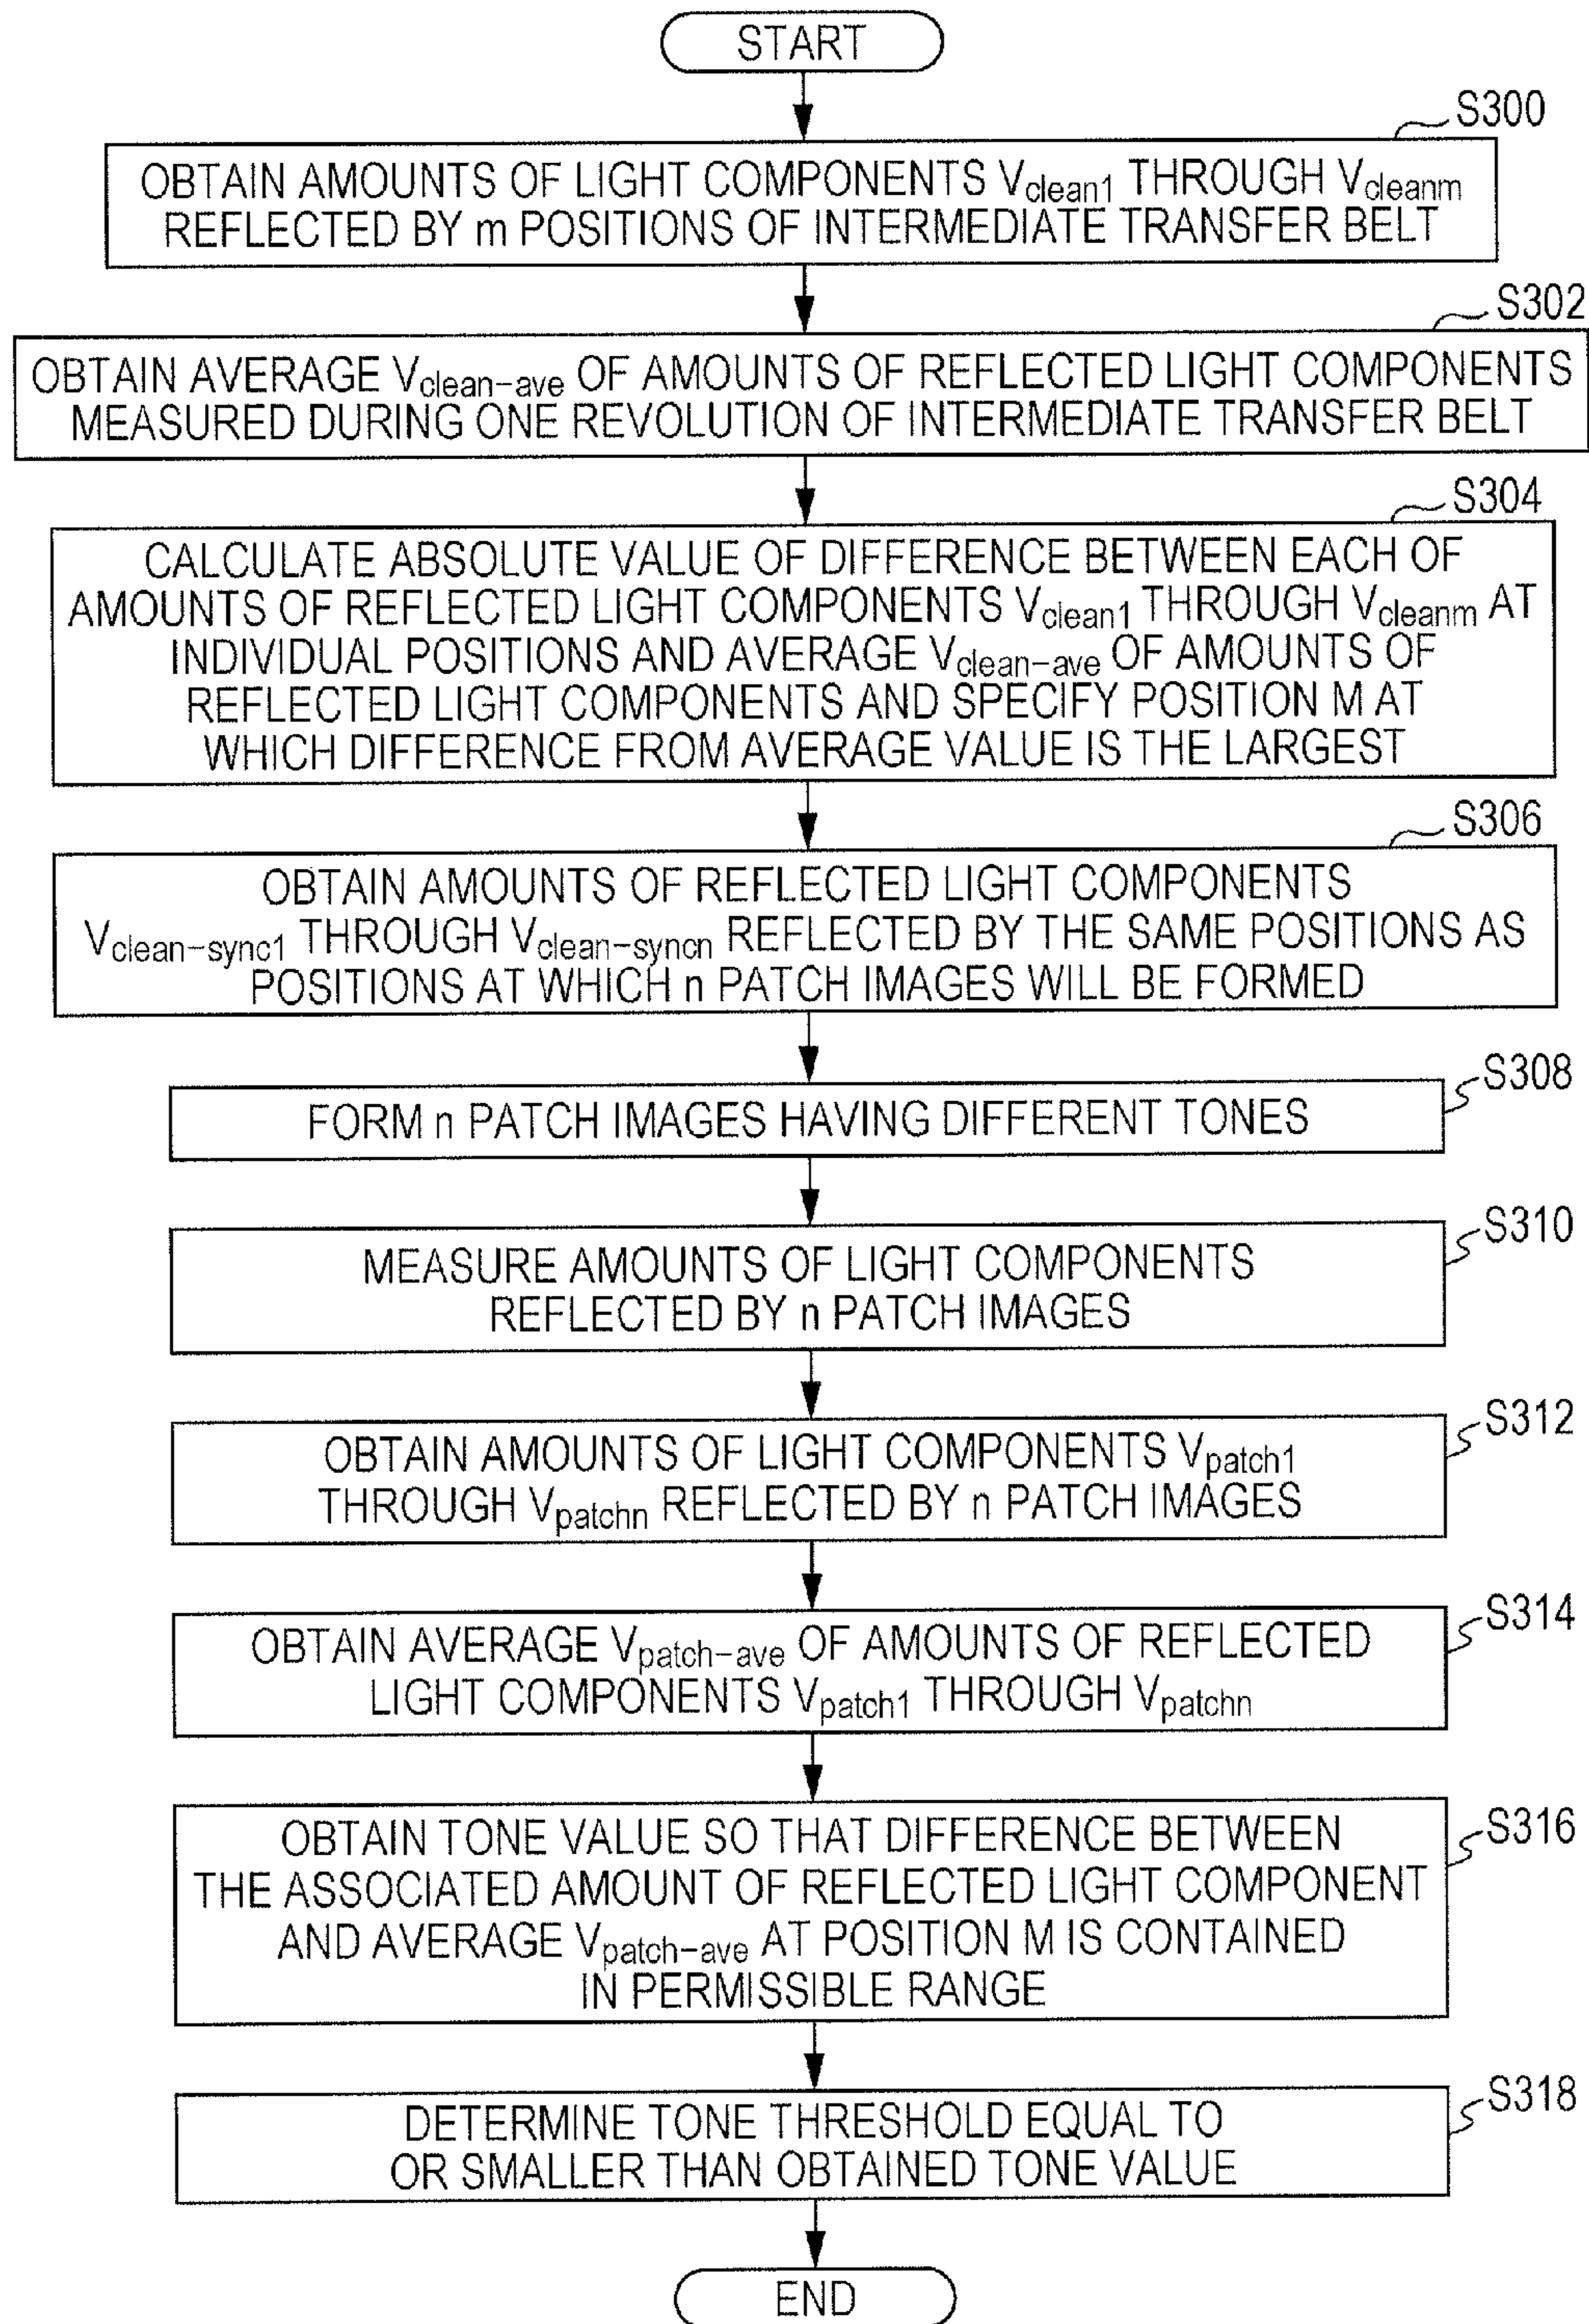 START
S300
OBTAIN AMOUNTS OF LIGHT COMPONENTS Vclean1 THROUGH Vcleanm
REFLECTED BY m POSITIONS OF INTERMEDIATE TRANSFER BELT
S302
OBTAIN AVERAGE Vclean-ave OF AMOUNTS OF REFLECTED LIGHT COMPONENTS
MEASURED DURING ONE REVOLUTION OF INTERMEDIATE TRANSFER BELT
S304
CALCULATE ABSOLUTE VALUE OF DIFFERENCE BETWEEN EACH OF
AMOUNTS OF REFLECTED LIGHT COMPONENTS Vclean1 THROUGH Vcleanm AT
INDIVIDUAL POSITIONS AND AVERAGE Vclean-ave OF AMOUNTS OF
REFLECTED LIGHT COMPONENTS AND SPECIFY POSITION M AT
WHICH DIFFERENCE FROM AVERAGE VALUE IS THE LARGEST
S306
OBTAIN AMOUNTS OF REFLECTED LIGHT COMPONENTS
Vclean-sync1 THROUGH Vclean-syncn REFLECTED BY THE SAME POSITIONS AS
POSITIONS AT WHICH n PATCH IMAGES WILL BE FORMED
S308
FORM n PATCH IMAGES HAVING DIFFERENT TONES
S310
MEASURE AMOUNTS OF LIGHT COMPONENTS
REFLECTED BY n PATCH IMAGES
S312
OBTAIN AMOUNTS OF LIGHT COMPONENTS Vpatch1
THROUGH Vpatchn REFLECTED BY n PATCH IMAGES
S314
OBTAIN AVERAGE Vpatch-ave OF AMOUNTS OF REFLECTED
LIGHT COMPONENTS Vpatch1 THROUGH Vpatchn
S316
OBTAIN TONE VALUE SO THAT DIFFERENCE BETWEEN
THE ASSOCIATED AMOUNT OF REFLECTED LIGHT COMPONENT
AND AVERAGE Vpatch-ave AT POSITION M IS CONTAINED
IN PERMISSIBLE RANGE
S318
DETERMINE TONE THRESHOLD EQUAL TO
OR SMALLER THAN OBTAINED TONE VALUE
END